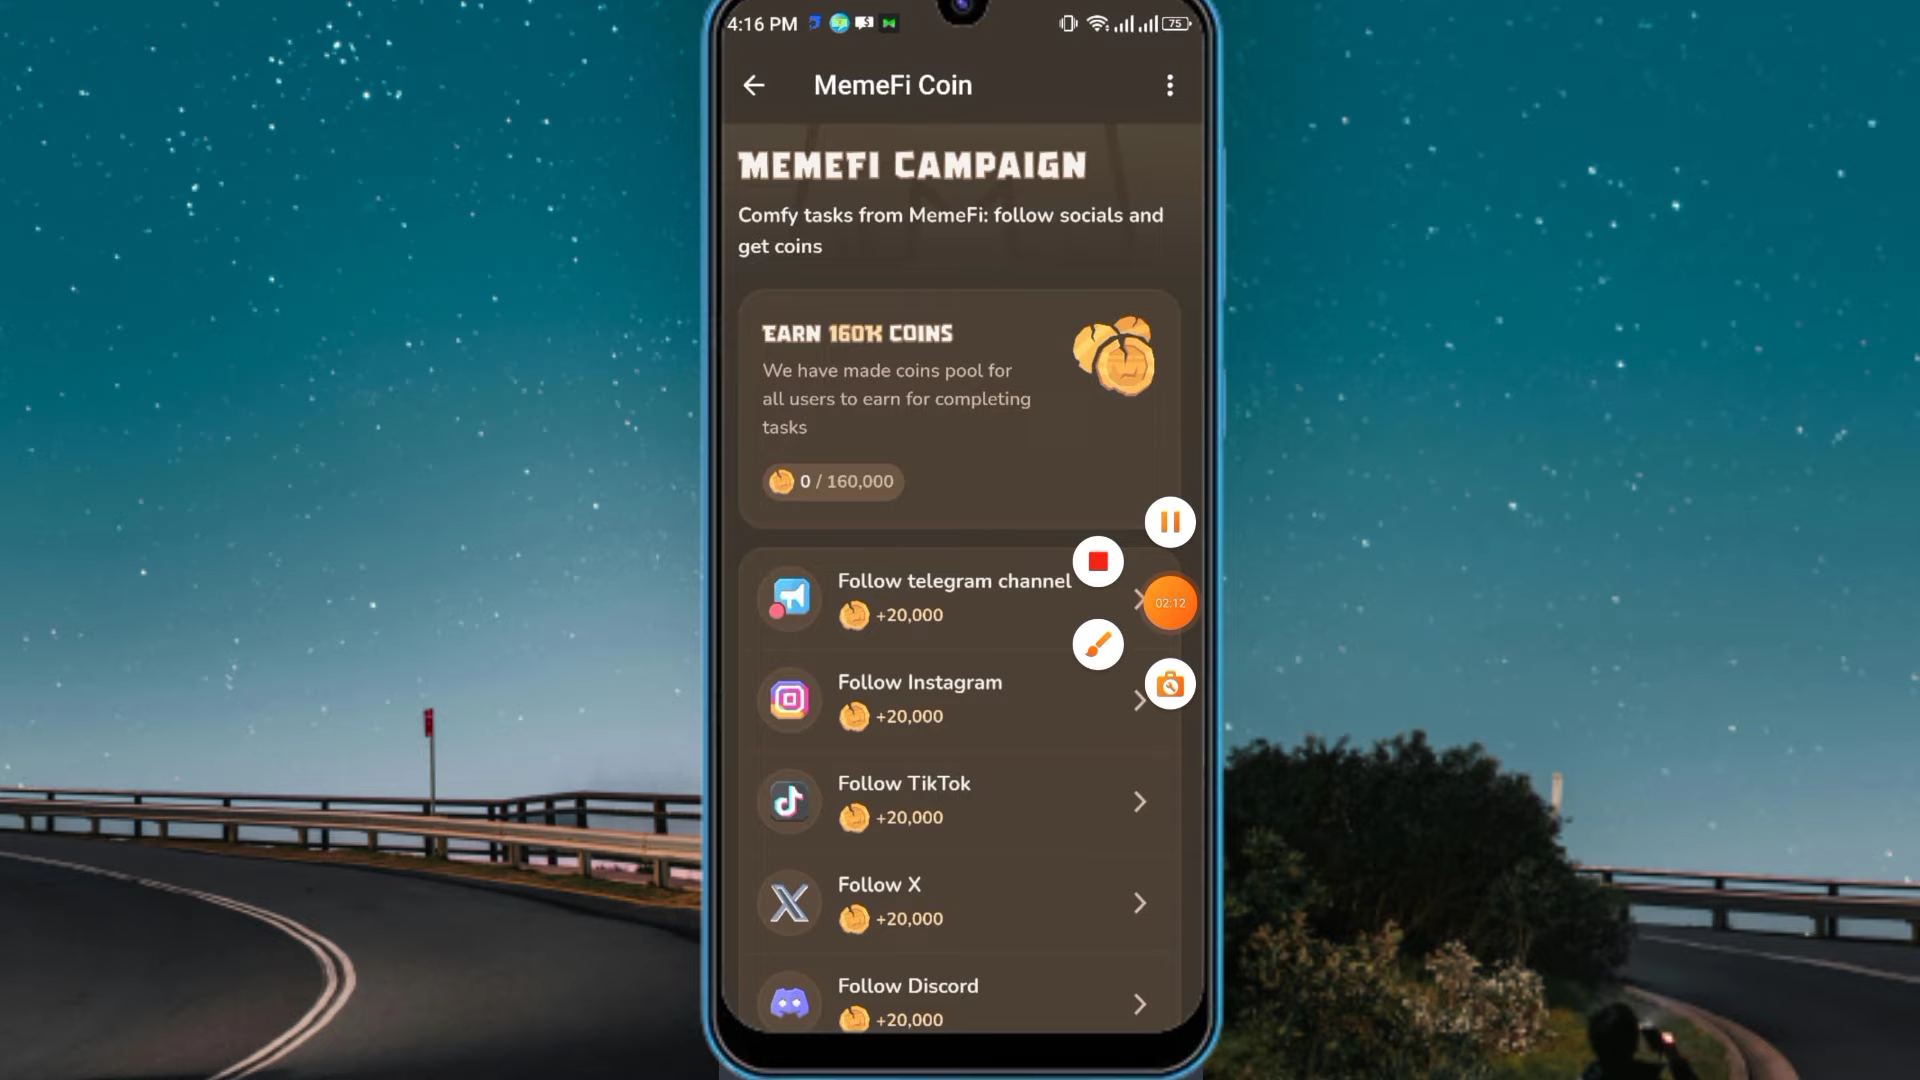 4:16 PM
75
MemeFi Coin
MEMEFI CAMPAIGN
Comfy tasks from MemeFi: follow socials and
get coins
EARN 160K COINS
We have made coins pool for
all users to earn for completing
tasks
0 / 160,000
Follow telegram channel
+20,000
02:12
Follow Instagram
+20,000
Follow TikTok
+20,000
Follow X
+20,000
Follow Discord
+20,000